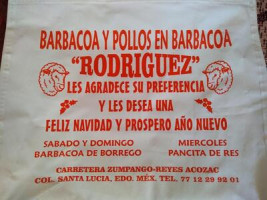 BARBACOA Y POLLOS EN BARBACOA
"RODRIGUEZ"
LES AGRADECE SU PREFERENCIA
Y LES DESEA UNA
FELIZ NAVIDAD Y PROSPERO AÑO NUEVO
SABADO Y DOMINGO
BARBACOA DE BORREGO
MIERCOLES
PANCITA DE RES
CARRETERA ZUMPANGO-REYES ACOZAC
COL. SANTA LUCIA, EDO. MÉX. TEL. 77 12 29 92 01